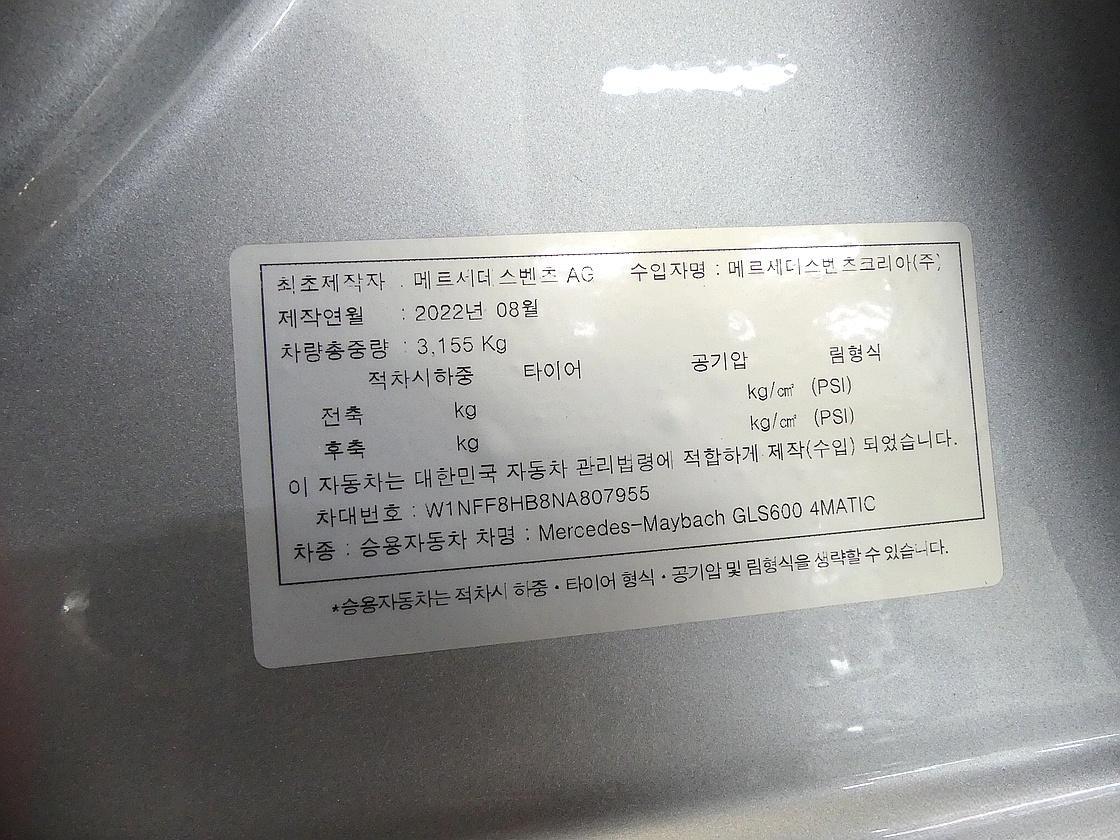 최초제작자 : 메르세데스벤츠 AG 수입자명 : 메르세데스벤츠코리아(주)
제작연월 : 2022년 08월
차량총중량 : 3,155 Kg
적차시하중 타이어 공기압 림형식
전축 kg kg/㎠ (PSI)
후축 kg kg/㎠ (PSI)
이 자동차는 대한민국 자동차 관리법령에 적합하게 제작(수입) 되었습니다.
차대번호 : W1NFF8HB8NA807955
차종 : 승용자동차 차명 : Mercedes-Maybach GLS600 4MATIC
*승용자동차는 적차시 하중·타이어 형식·공기압 및 림형식을 생략할 수 있습니다.